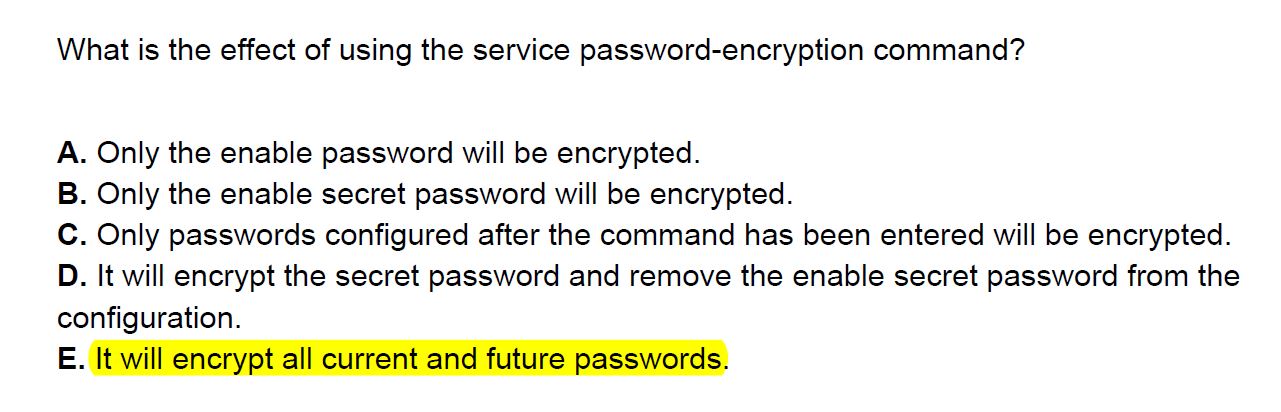 What is the effect of using the service password-encryption command?
A. Only the enable password will be encrypted.
B. Only the enable secret password will be encrypted.
C. Only passwords configured after the command has been entered will be encrypted.
D. It will encrypt the secret password and remove the enable secret password from the
configuration.
E. It will encrypt all current and future passwords.